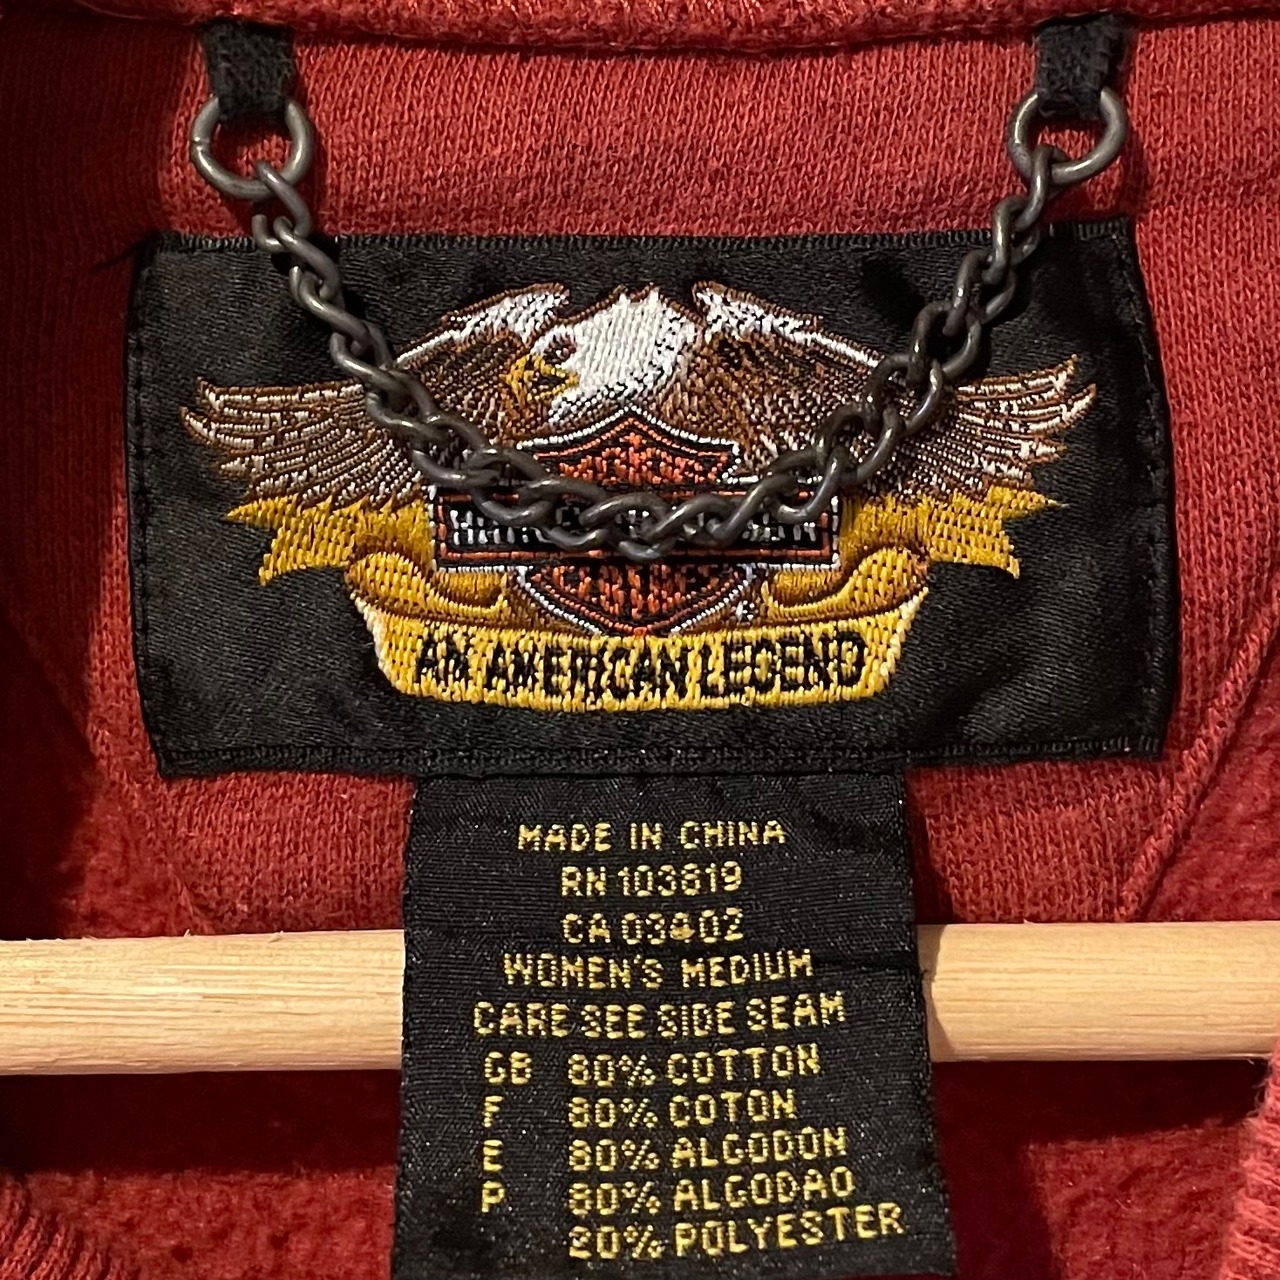 AN AMERICAN LEGEND
MADE IN CHINA
RN 103819
CA 03402
WOMEN'S MEDIUM
CARE SEE SIDE SEAM
GB 80% COTTON
F 80% COTON
E 80% ALGODON
P 80% ALGODAO
20% POLYESTER